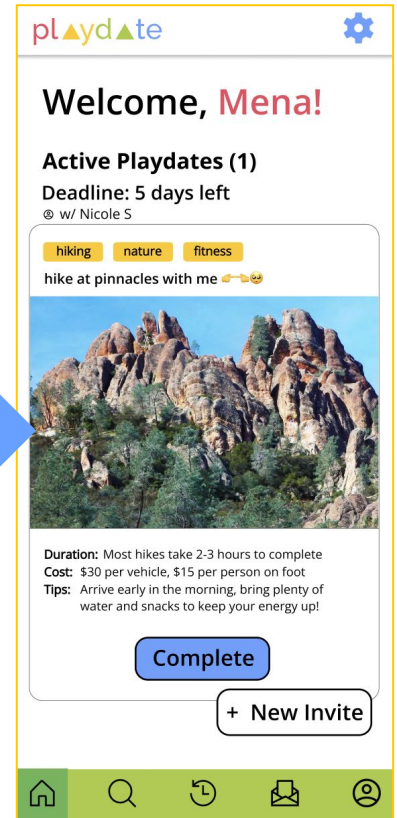 playdate
Welcome, Mena!
Active Playdates (1)
Deadline: 5 days left
w/ Nicole S
hiking nature fitness
hike at pinnacles with me 👉👈🥺
Duration: Most hikes take 2-3 hours to complete
Cost: $30 per vehicle, $15 per person on foot
Tips: Arrive early in the morning, bring plenty of
water and snacks to keep your energy up!
Complete
+ New Invite